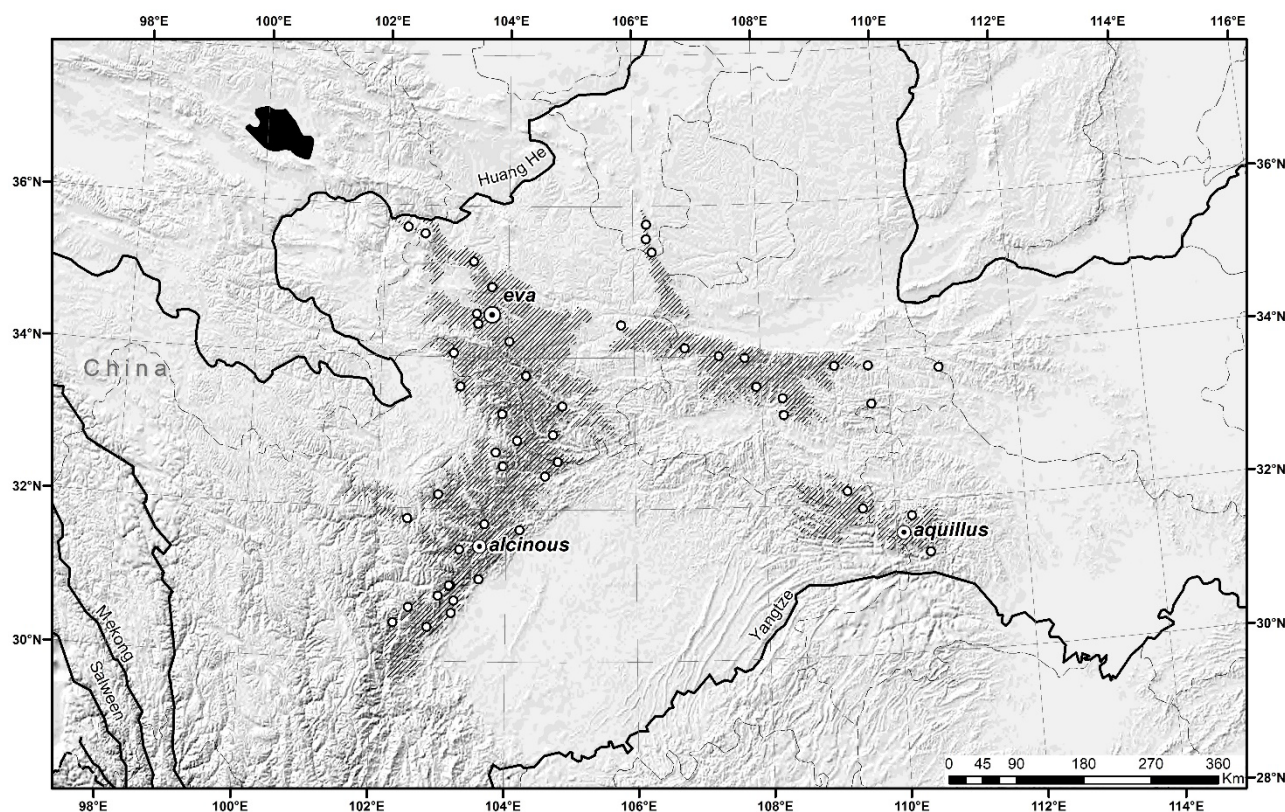 98°E 100°E 102°E 104°E 106°E 108°E 110°E 112°E 114°E 116°E
Huang He
36°N 36°N
eva
34°N 34°N
China
32°N 32°N
aquillus
alcinous
Yangtze
30°N 30°N
Mekong
Salween
0 45 90 180 270 360
Km
28°N
98°E 100°E 102°E 104°E 106°E 108°E 110°E 112°E 114°E